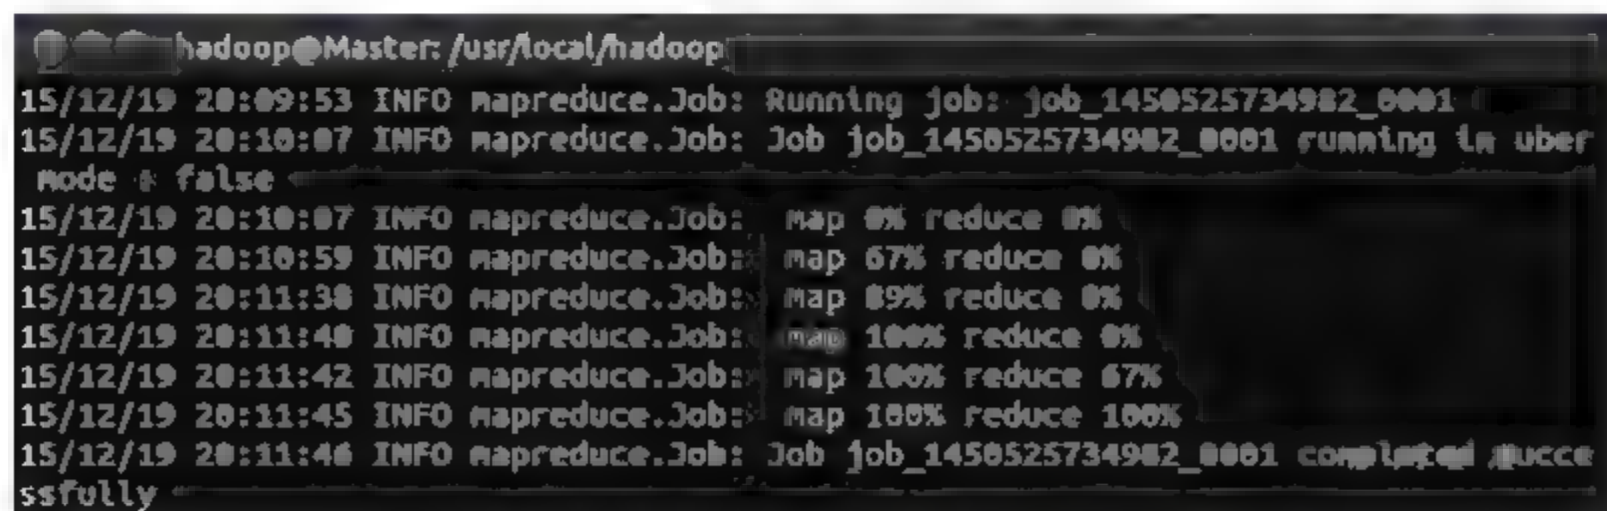 hadoop@Master: /usr/local/hadoop
15/12/19 20:09:53 INFO mapreduce.Job: Running job: job_1450525734982_0001
15/12/19 20:10:07 INFO mapreduce.Job: Job job_1450525734982_0001 running in uber
mode : false
15/12/19 20:10:07 INFO mapreduce.Job:  map 0% reduce 0%
15/12/19 20:10:59 INFO mapreduce.Job:  map 67% reduce 0%
15/12/19 20:11:38 INFO mapreduce.Job:  map 89% reduce 0%
15/12/19 20:11:40 INFO mapreduce.Job:  map 100% reduce 0%
15/12/19 20:11:42 INFO mapreduce.Job:  map 100% reduce 67%
15/12/19 20:11:45 INFO mapreduce.Job:  map 100% reduce 100%
15/12/19 20:11:46 INFO mapreduce.Job: Job job_1450525734982_0001 completed succe
ssfully